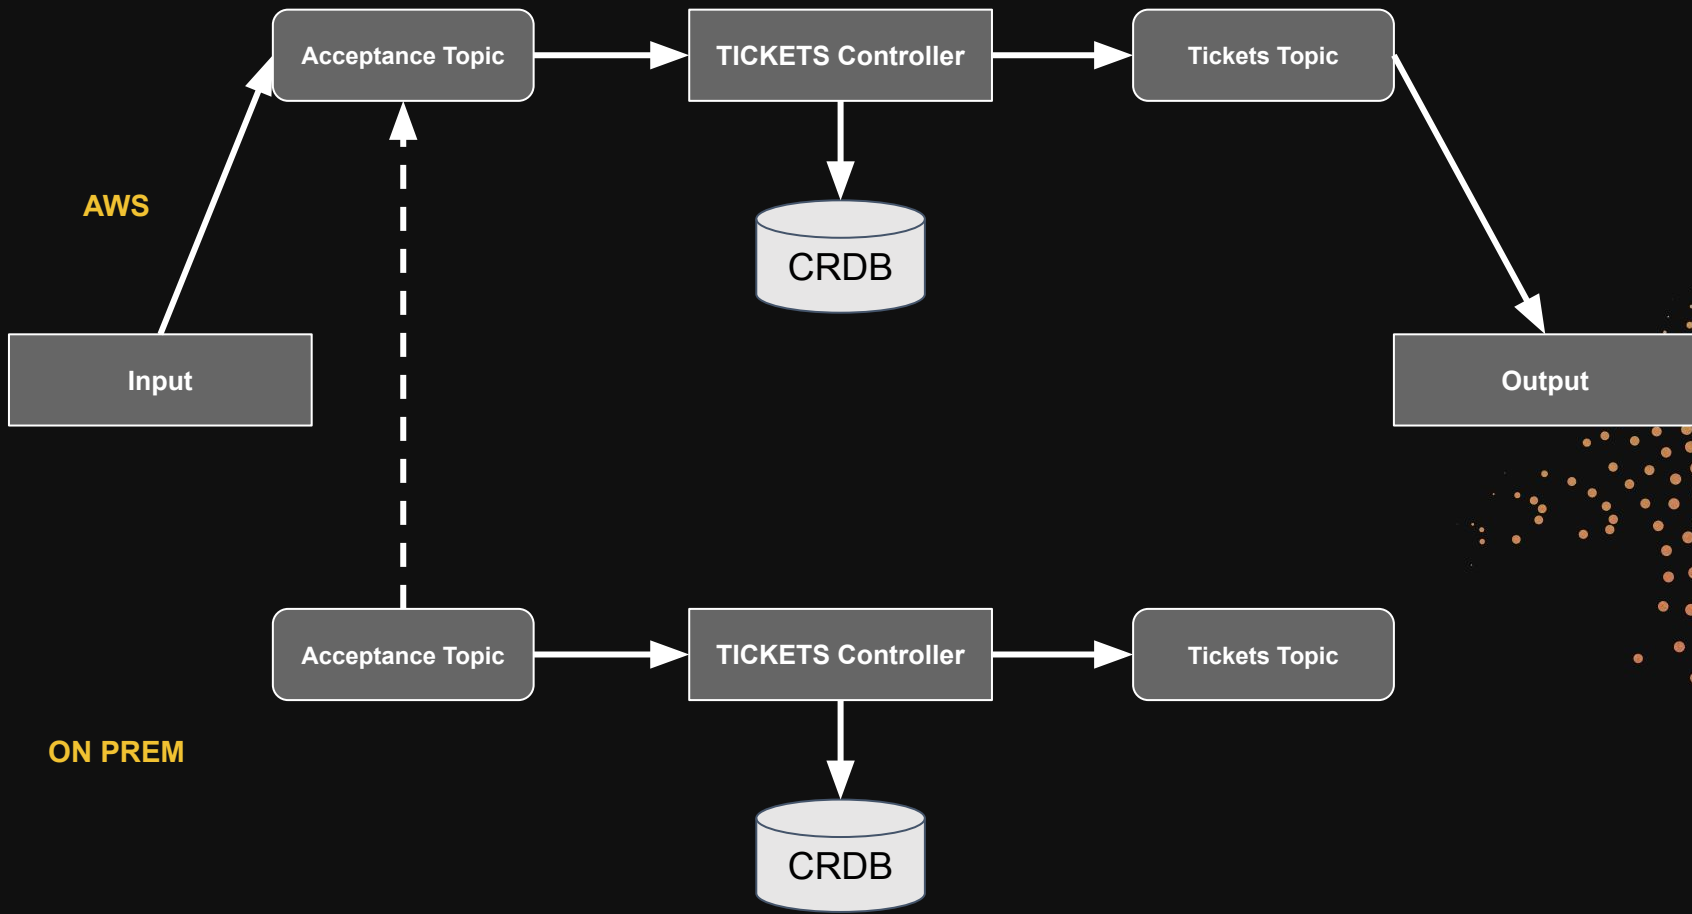 Acceptance Topic
TICKETS Controller
Tickets Topic
AWS
CRDB
Input
Output
Acceptance Topic
TICKETS Controller
Tickets Topic
ON PREM
CRDB